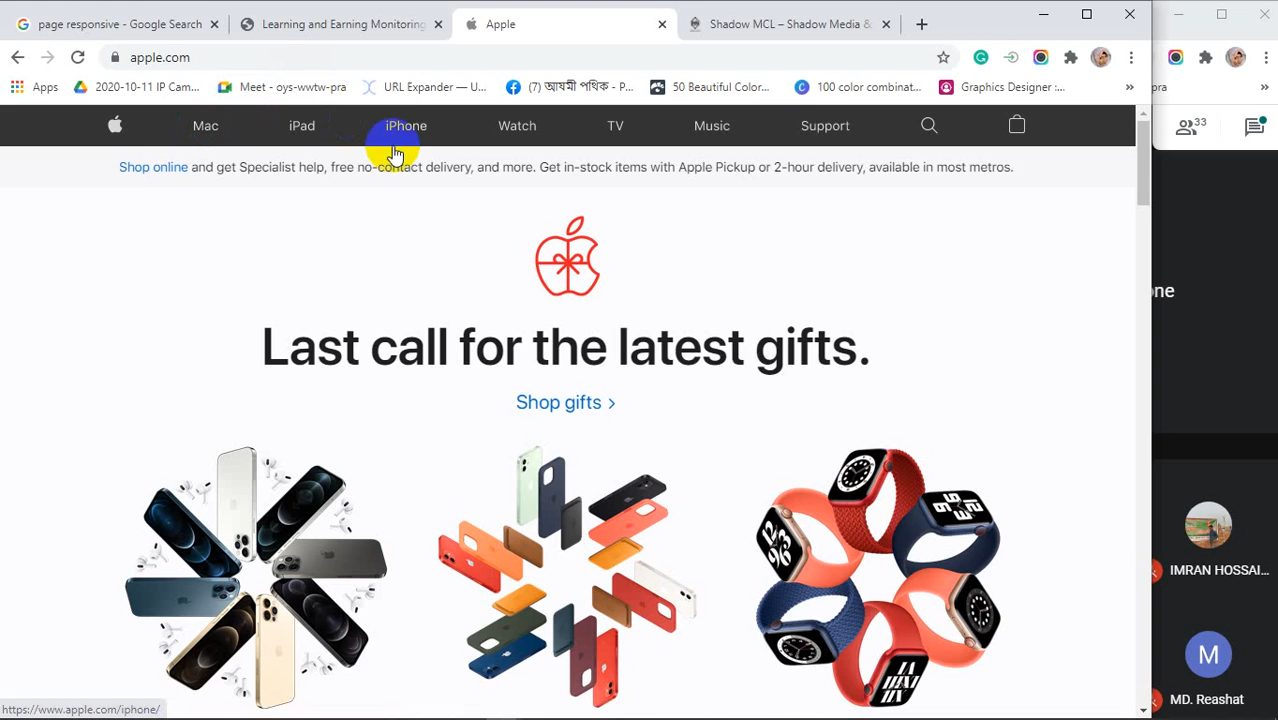 page responsive - Google Search
Learning and Earning Monitoring
Apple
Shadow MCL – Shadow Media &
apple.com
Apps
2020-10-11 IP Cam...
Meet - oys-wwtw-pra
URL Expander — U...
(7) আযমী পথিক - P...
50 Beautiful Color...
100 color combinat...
Graphics Designer :...
»
pra
»
Mac
iPad
iPhone
Watch
TV
Music
Support
33
Shop online and get Specialist help, free no-contact delivery, and more. Get in-stock items with Apple Pickup or 2-hour delivery, available in most metros.
one
Last call for the latest gifts.
Shop gifts >
IMRAN HOSSAI...
M
MD. Reashat
https://www.apple.com/iphone/